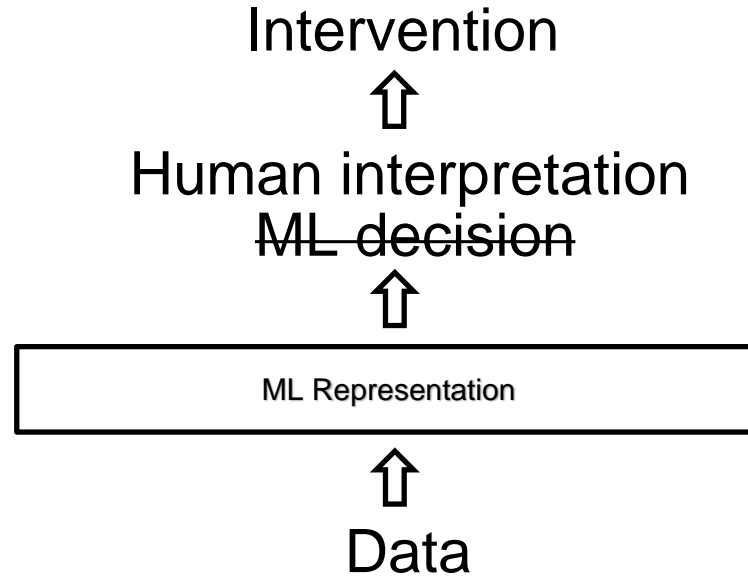 Intervention
Human interpretation
ML decision
ML Representation
Data